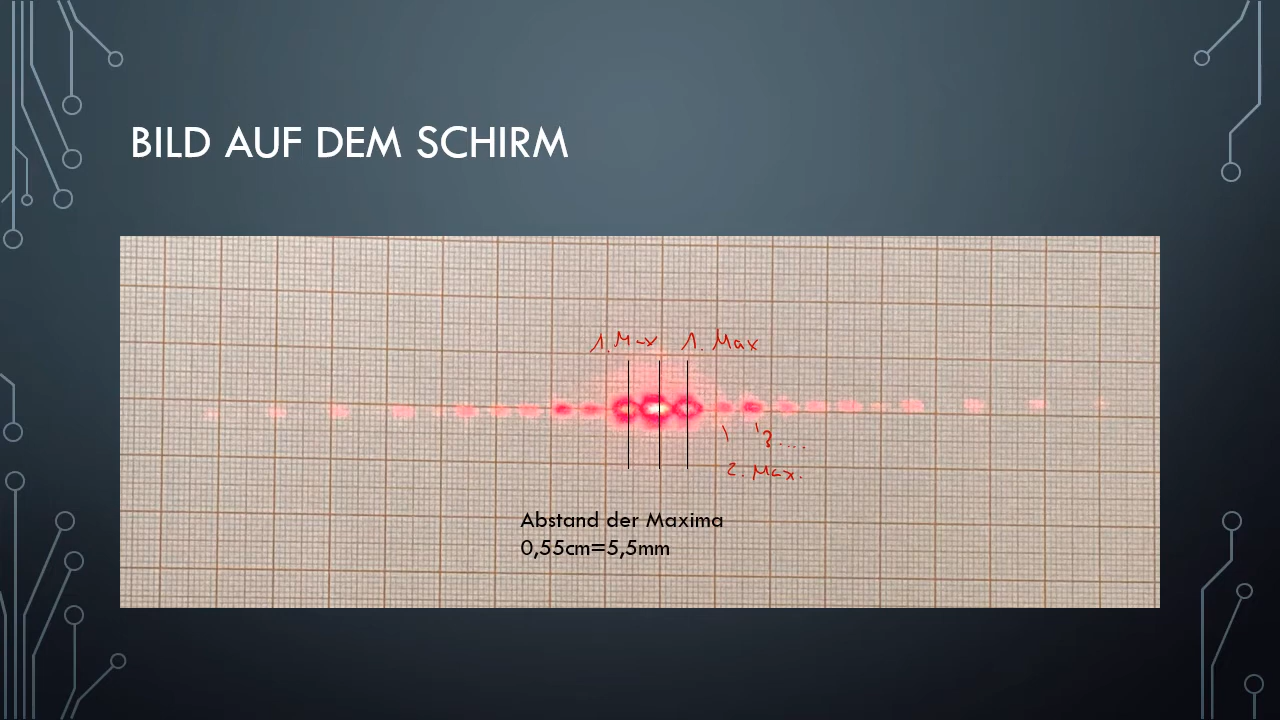 BILD AUF DEM SCHIRM
1. Max 1. Max
2. Max.
Abstand der Maxima
0,55cm=5,5mm